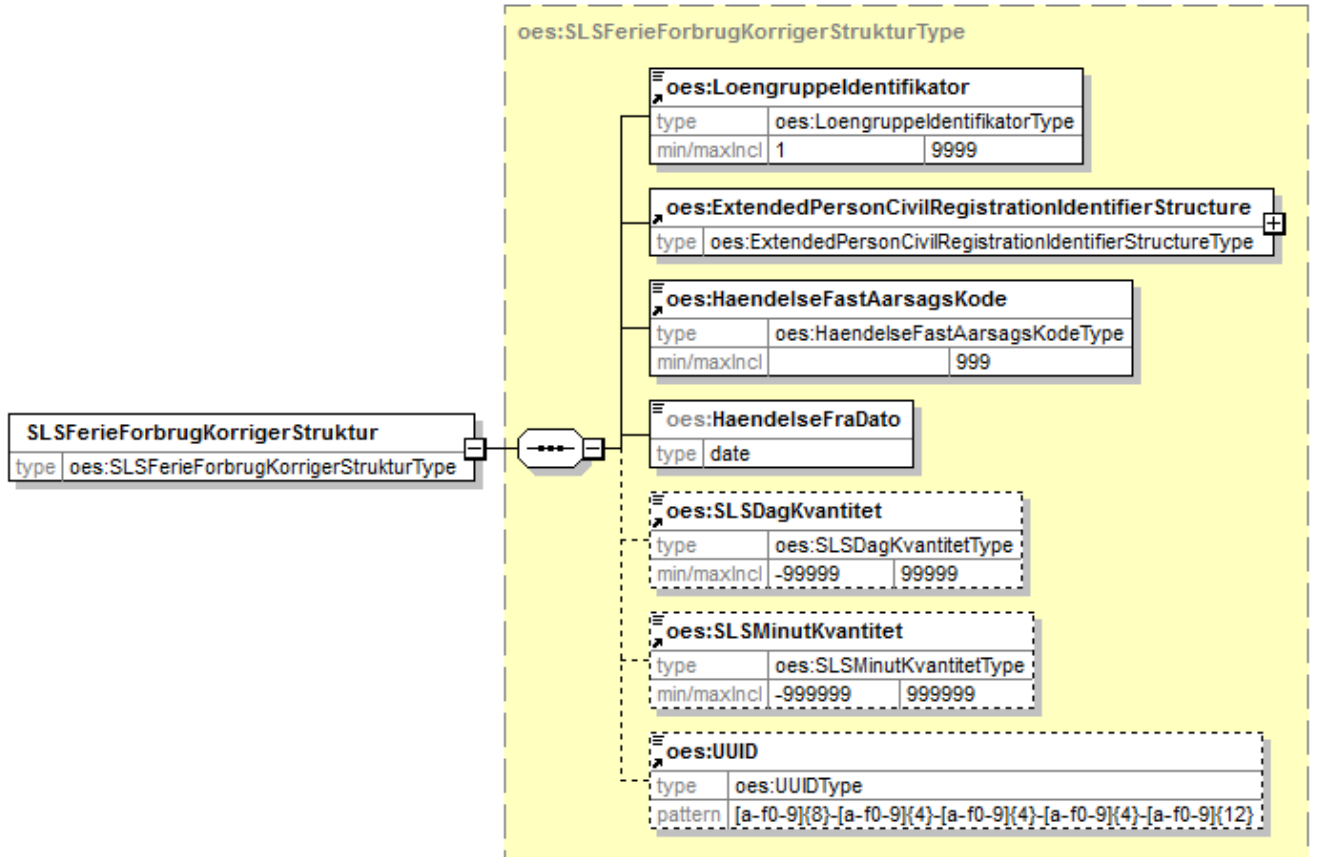 oes:SLSFerieForbrugKorrigerStrukturType
oes:LoengruppeIdentifikator
type oes:LoengruppeIdentifikatorType
min/maxIncl 1 9999
oes:ExtendedPersonCivilRegistrationIdentifierStructure
type oes:ExtendedPersonCivilRegistrationIdentifierStructureType
oes:HaendelseFastAarsagsKode
type oes:HaendelseFastAarsagsKodeType
min/maxIncl 999
SLSFerieForbrugKorrigerStruktur
type oes:SLSFerieForbrugKorrigerStrukturType
oes:HaendelseFraDato
type date
oes:SLSDagKvantitet
type oes:SLSDagKvantitetType
min/maxIncl -99999 99999
oes:SLSMinutKvantitet
type oes:SLSMinutKvantitetType
min/maxIncl -999999 999999
oes:UUID
type oes:UUIDType
pattern [a-f0-9]{8}-[a-f0-9]{4}-[a-f0-9]{4}-[a-f0-9]{4}-[a-f0-9]{12}